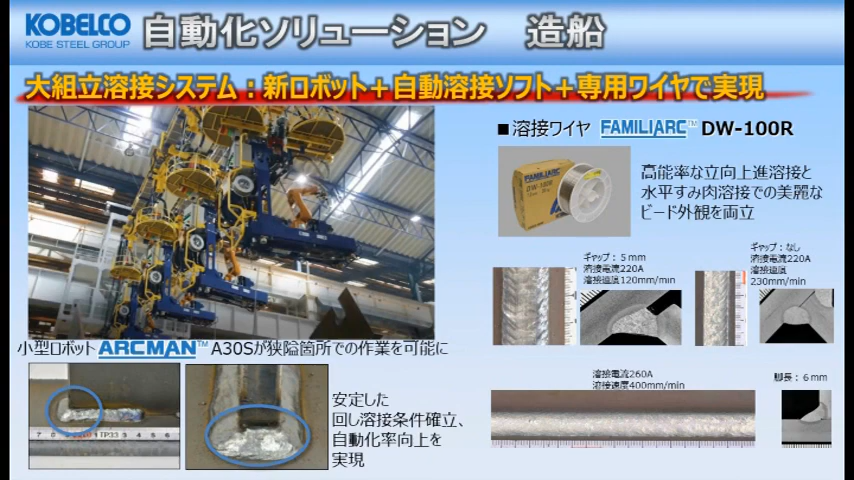 KOBELCO
KOBE STEEL GROUP
自動化ソリューション 造船
大組立溶接システム:新ロボット+自動溶接ソフト+専用ワイヤで実現
■溶接ワイヤ FAMILIARC™ DW-100R
FAMILIARC
DW-100R
高能率な立向上進溶接と
水平すみ肉溶接での美麗な
ビード外観を両立
ギャップ:5mm
溶接電流220A
溶接速度120mm/min
ギャップ:なし
溶接電流220A
溶接速度
230mm/min
小型ロボット ARCMAN™ A30Sが狭隘箇所での作業を可能に
安定した
回し溶接条件確立、
自動化率向上を
実現
溶接電流260A
溶接速度400mm/min
脚長:6mm